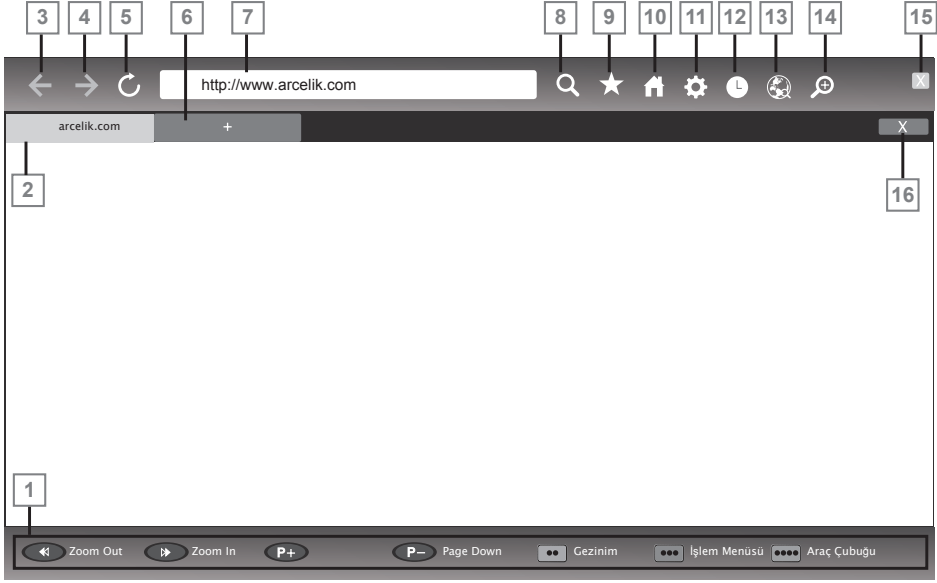 3 4 5 6 7 8 9 10 11 12 13 14 15
http://www.arcelik.com X
arcelik.com + X
2 16
1
Zoom Out Zoom In P+ P− Page Down Gezinim İşlem Menüsü Araç Çubuğu